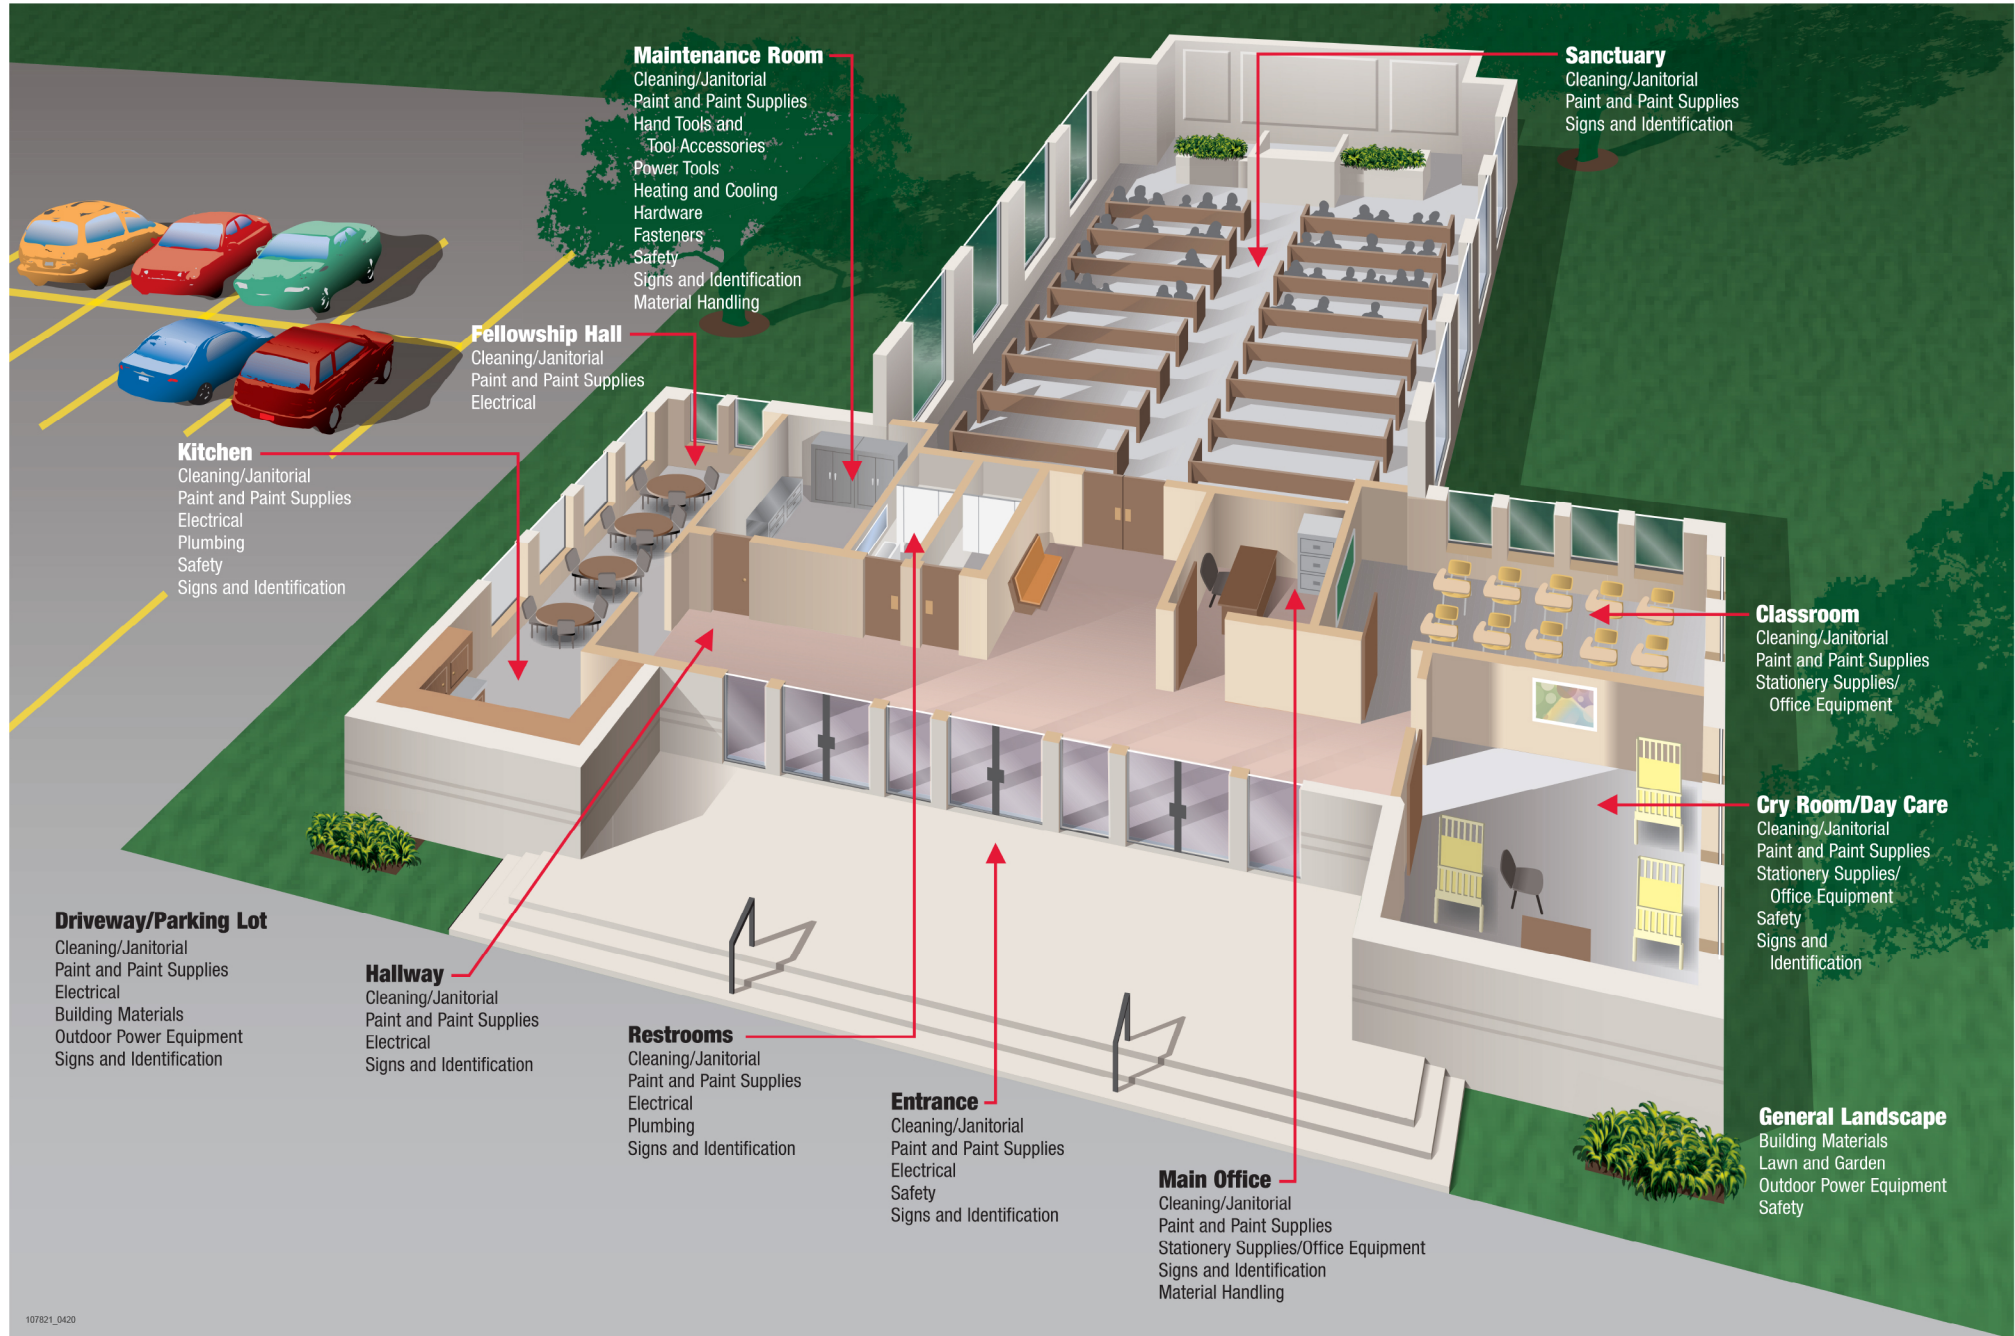 Maintenance Room
Cleaning/Janitorial
Paint and Paint Supplies
Hand Tools and
Tool Accessories
Power Tools
Heating and Cooling
Hardware
Fasteners
Safety
Signs and Identification
Material Handling
Sanctuary
Cleaning/Janitorial
Paint and Paint Supplies
Signs and Identification
Fellowship Hall
Cleaning/Janitorial
Paint and Paint Supplies
Electrical
Kitchen
Cleaning/Janitorial
Paint and Paint Supplies
Electrical
Plumbing
Safety
Signs and Identification
Classroom
Cleaning/Janitorial
Paint and Paint Supplies
Stationery Supplies/
Office Equipment
Cry Room/Day Care
Cleaning/Janitorial
Paint and Paint Supplies
Stationery Supplies/
Office Equipment
Safety
Signs and
Identification
Driveway/Parking Lot
Cleaning/Janitorial
Paint and Paint Supplies
Electrical
Building Materials
Outdoor Power Equipment
Signs and Identification
Hallway
Cleaning/Janitorial
Paint and Paint Supplies
Electrical
Signs and Identification
Restrooms
Cleaning/Janitorial
Paint and Paint Supplies
Electrical
Plumbing
Signs and Identification
Entrance
Cleaning/Janitorial
Paint and Paint Supplies
Electrical
Safety
Signs and Identification
Main Office
Cleaning/Janitorial
Paint and Paint Supplies
Stationery Supplies/Office Equipment
Signs and Identification
Material Handling
General Landscape
Building Materials
Lawn and Garden
Outdoor Power Equipment
Safety
107821_0420